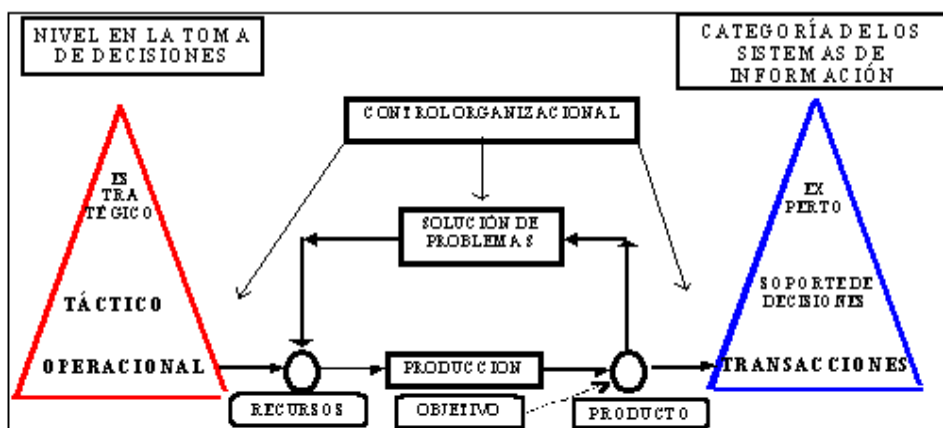 NIVEL EN LA TOMA
DE DECISIONES
CATEGORÍA DE LOS
SISTEMAS DE
INFORMACIÓN
CONTROL ORGANIZACIONAL
ES
TRA
TÉGICO
EX
PERTO
SOLUCIÓN DE
PROBLEMAS
TÁCTICO
SOPORTE DE
DECISIONES
OPERACIONAL
PRODUCCION
TRANSACCIONES
RECURSOS
OBJETIVO
PRODUCTO